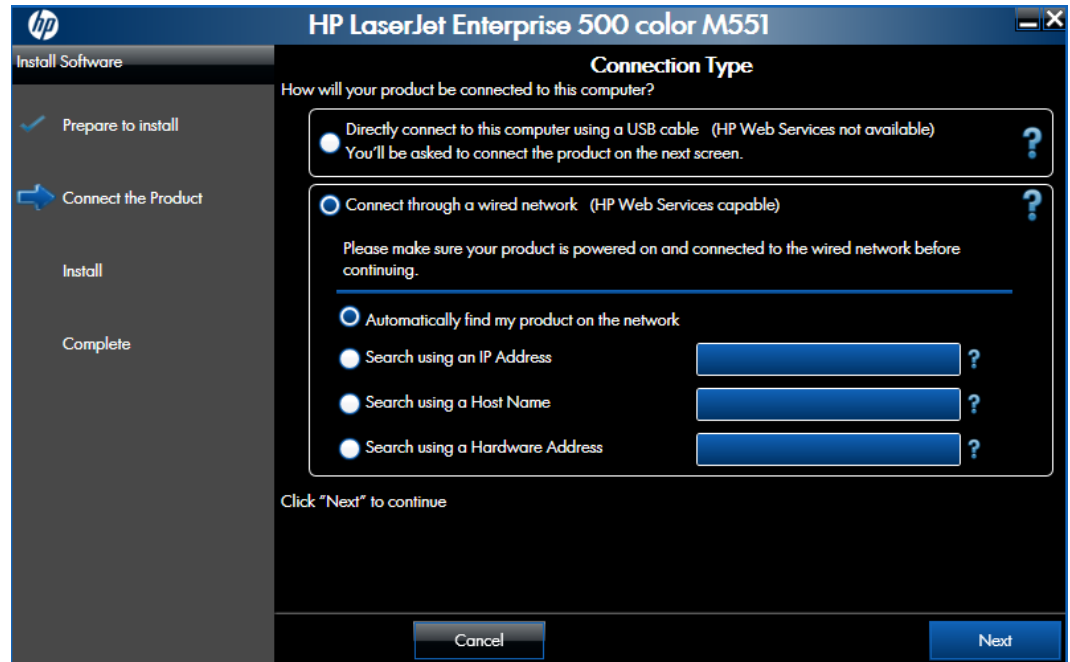 hp
HP LaserJet Enterprise 500 color M551
Install Software
Prepare to install
Connect the Product
Install
Complete
Connection Type
How will your product be connected to this computer?
Directly connect to this computer using a USB cable (HP Web Services not available)
You'll be asked to connect the product on the next screen.
?
Connect through a wired network (HP Web Services capable)
?
Please make sure your product is powered on and connected to the wired network before
continuing.
Automatically find my product on the network
Search using an IP Address
?
Search using a Host Name
?
Search using a Hardware Address
?
Click "Next" to continue
Cancel
Next